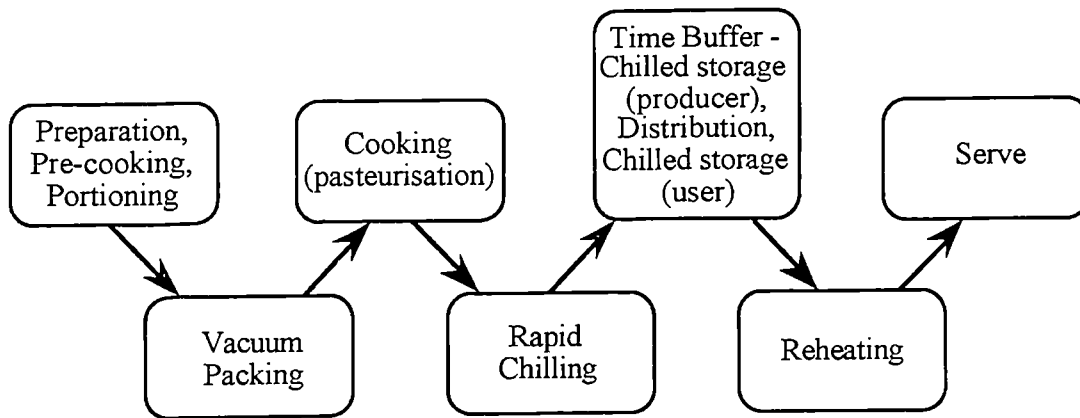 Preparation,
Pre-cooking,
Portioning
Vacuum
Packing
Cooking
(pasteurisation)
Rapid
Chilling
Time Buffer -
Chilled storage
(producer),
Distribution,
Chilled storage
(user)
Reheating
Serve